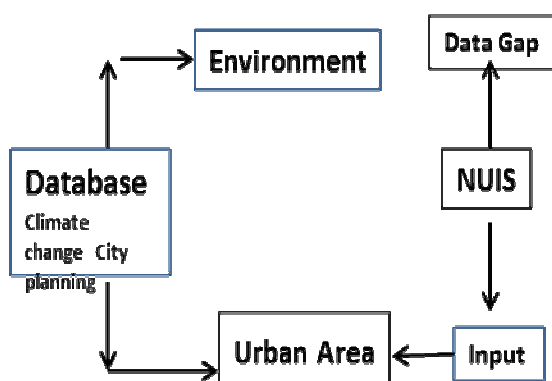 Environment
Data Gap
Database
Climate
change City
planning
NUIS
Urban Area
Input